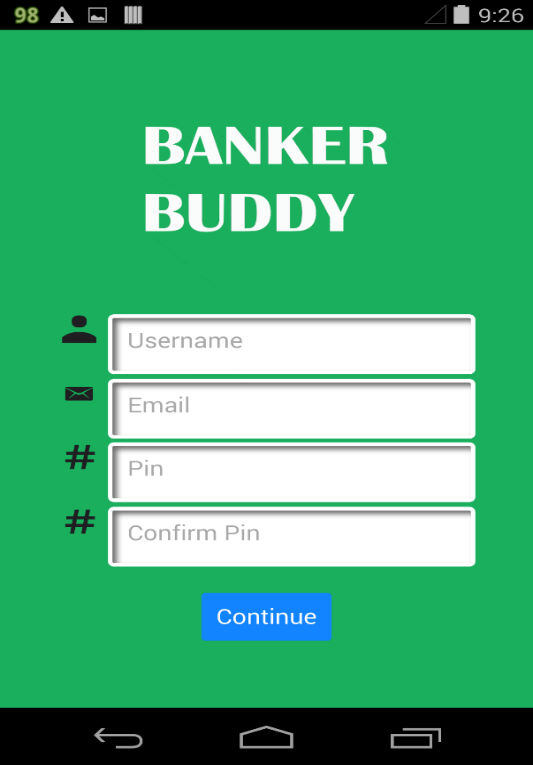 98 9:26
BANKER
BUDDY
Username
Email
# Pin
# Confirm Pin
Continue